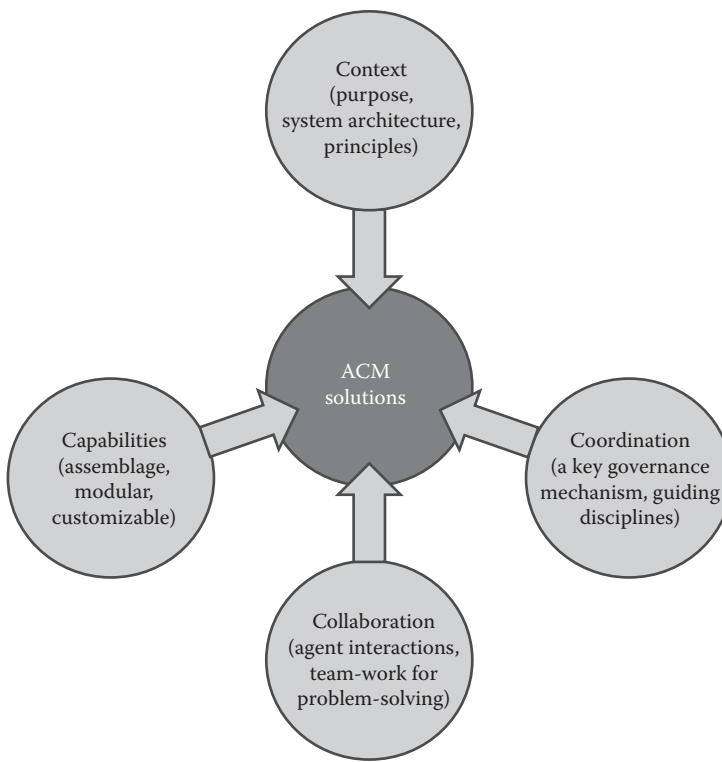 Context
(purpose,
system architecture,
principles)
ACM
solutions
Capabilities
(assemblage,
modular,
customizable)
Coordination
(a key governance
mechanism, guiding
disciplines)
Collaboration
(agent interactions,
team-work for
problem-solving)